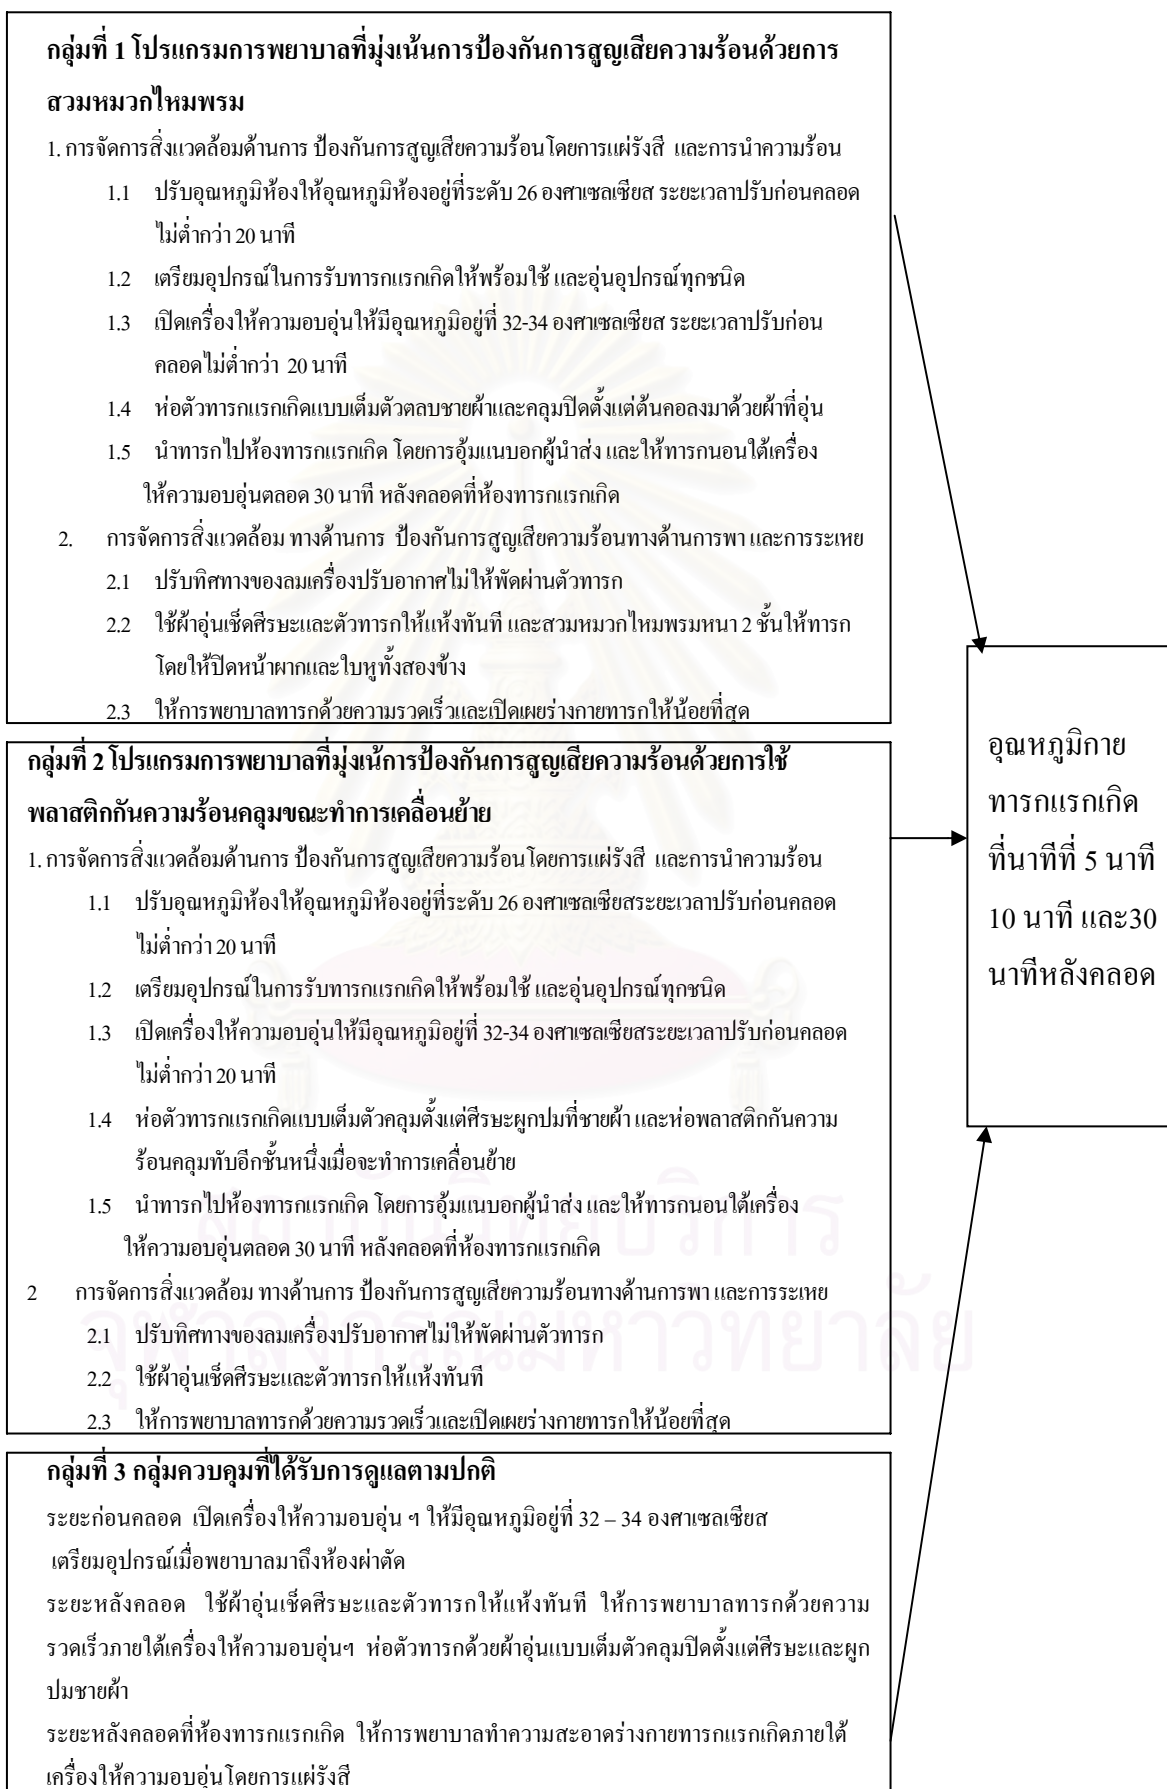 กลุ่มที่ 1 โปรแกรมการพยาบาลที่มุ่งเน้นการป้องกันการสูญเสียความร้อนด้วยการ
สวมหมวกไหมพรม
1. การจัดการสิ่งแวดล้อมด้านการ ป้องกันการสูญเสียความร้อนโดยการแผ่รังสี และการนำความร้อน
1.1 ปรับอุณหภูมิห้องให้อุณหภูมิห้องอยู่ที่ระดับ 26 องศาเซลเซียส ระยะเวลาปรับก่อนคลอด
ไม่ต่ำกว่า 20 นาที
1.2 เตรียมอุปกรณ์ในการรับทารกแรกเกิดให้พร้อมใช้ และอุ่นอุปกรณ์ทุกชนิด
1.3 เปิดเครื่องให้ความอบอุ่นให้มีอุณหภูมิอยู่ที่ 32-34 องศาเซลเซียส ระยะเวลาปรับก่อน
คลอดไม่ต่ำกว่า 20 นาที
1.4 ห่อตัวทารกแรกเกิดแบบเต็มตัวตลบชายผ้าและคลุมปิดตั้งแต่ต้นคอลงมาด้วยผ้าที่อุ่น
1.5 นำทารกไปห้องทารกแรกเกิด โดยการอุ้มแนบอกผู้นำส่ง และให้ทารกนอนใต้เครื่อง
ให้ความอบอุ่นตลอด 30 นาที หลังคลอดที่ห้องทารกแรกเกิด
2. การจัดการสิ่งแวดล้อม ทางด้านการ ป้องกันการสูญเสียความร้อนทางด้านการพา และการระเหย
2.1 ปรับทิศทางของลมเครื่องปรับอากาศไม่ให้พัดผ่านตัวทารก
2.2 ใช้ผ้าอุ่นเช็ดศีรษะและตัวทารกให้แห้งทันที และสวมหมวกไหมพรมหนา 2 ชั้นให้ทารก
โดยให้ปิดหน้าผากและใบหูทั้งสองข้าง
2.3 ให้การพยาบาลทารกด้วยความรวดเร็วและเปิดเผยร่างกายทารกให้น้อยที่สุด
กลุ่มที่ 2 โปรแกรมการพยาบาลที่มุ่งเน้การป้องกันการสูญเสียความร้อนด้วยการใช้
พลาสติกกันความร้อนคลุมขณะทำการเคลื่อนย้าย
1. การจัดการสิ่งแวดล้อมด้านการ ป้องกันการสูญเสียความร้อนโดยการแผ่รังสี และการนำความร้อน
1.1 ปรับอุณหภูมิห้องให้อุณหภูมิห้องอยู่ที่ระดับ 26 องศาเซลเซียสระยะเวลาปรับก่อนคลอด
ไม่ต่ำกว่า 20 นาที
1.2 เตรียมอุปกรณ์ในการรับทารกแรกเกิดให้พร้อมใช้ และอุ่นอุปกรณ์ทุกชนิด
1.3 เปิดเครื่องให้ความอบอุ่นให้มีอุณหภูมิอยู่ที่ 32-34 องศาเซลเซียสระยะเวลาปรับก่อนคลอด
ไม่ต่ำกว่า 20 นาที
1.4 ห่อตัวทารกแรกเกิดแบบเต็มตัวคลุมตั้งแต่ศีรษะผูกปมที่ชายผ้า และห่อพลาสติกกันความ
ร้อนคลุมทับอีกชั้นหนึ่งเมื่อจะทำการเคลื่อนย้าย
1.5 นำทารกไปห้องทารกแรกเกิด โดยการอุ้มแนบอกผู้นำส่ง และให้ทารกนอนใต้เครื่อง
ให้ความอบอุ่นตลอด 30 นาที หลังคลอดที่ห้องทารกแรกเกิด
2 การจัดการสิ่งแวดล้อม ทางด้านการ ป้องกันการสูญเสียความร้อนทางด้านการพา และการระเหย
2.1 ปรับทิศทางของลมเครื่องปรับอากาศไม่ให้พัดผ่านตัวทารก
2.2 ใช้ผ้าอุ่นเช็ดศีรษะและตัวทารกให้แห้งทันที
2.3 ให้การพยาบาลทารกด้วยความรวดเร็วและเปิดเผยร่างกายทารกให้น้อยที่สุด
กลุ่มที่ 3 กลุ่มควบคุมที่ได้รับการดูแลตามปกติ
ระยะก่อนคลอด เปิดเครื่องให้ความอบอุ่น ฯ ให้มีอุณหภูมิอยู่ที่ 32 – 34 องศาเซลเซียส
เตรียมอุปกรณ์เมื่อพยาบาลมาถึงห้องผ่าตัด
ระยะหลังคลอด ใช้ผ้าอุ่นเช็ดศีรษะและตัวทารกให้แห้งทันที ให้การพยาบาลทารกด้วยความ
รวดเร็วภายใต้เครื่องให้ความอบอุ่นฯ ห่อตัวทารกด้วยผ้าอุ่นแบบเต็มตัวคลุมปิดตั้งแต่ศีรษะและผูก
ปมชายผ้า
ระยะหลังคลอดที่ห้องทารกแรกเกิด ให้การพยาบาลทำความสะอาดร่างกายทารกแรกเกิดภายใต้
เครื่องให้ความอบอุ่นโดยการแผ่รังสี
อุณหภูมิกาย
ทารกแรกเกิด
ที่นาทีที่ 5 นาที
10 นาที และ30
นาทีหลังคลอด
สถาบันวิทยบริการ
จุฬาลงกรณ์มหาวิทยาลัย